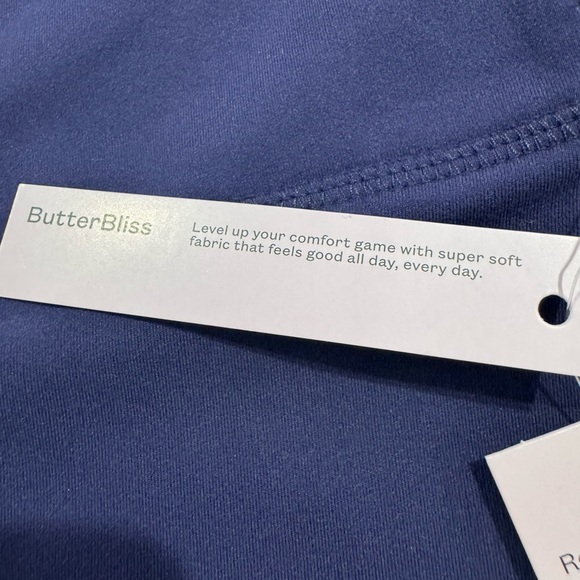 ButterBliss
Level up your comfort game with super soft
fabric that feels good all day, every day.